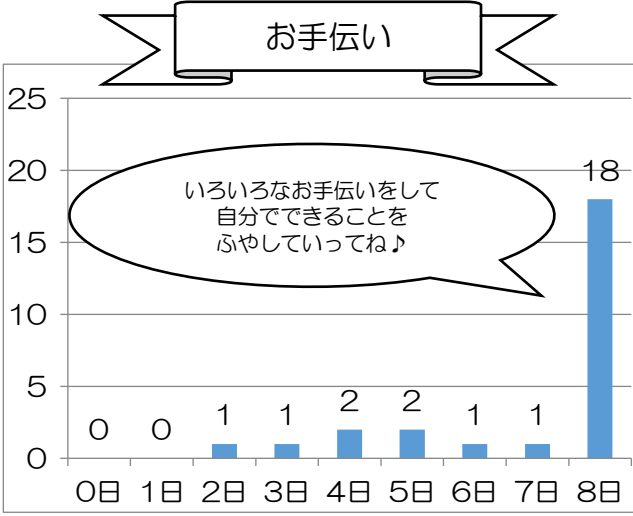 お手伝い
25
20
15
10
5
0
いろいろなお手伝いをして
自分でできることを
ふやしていってね♪
0 0 1 1 2 2 1 1 18
0日 1日 2日 3日 4日 5日 6日 7日 8日